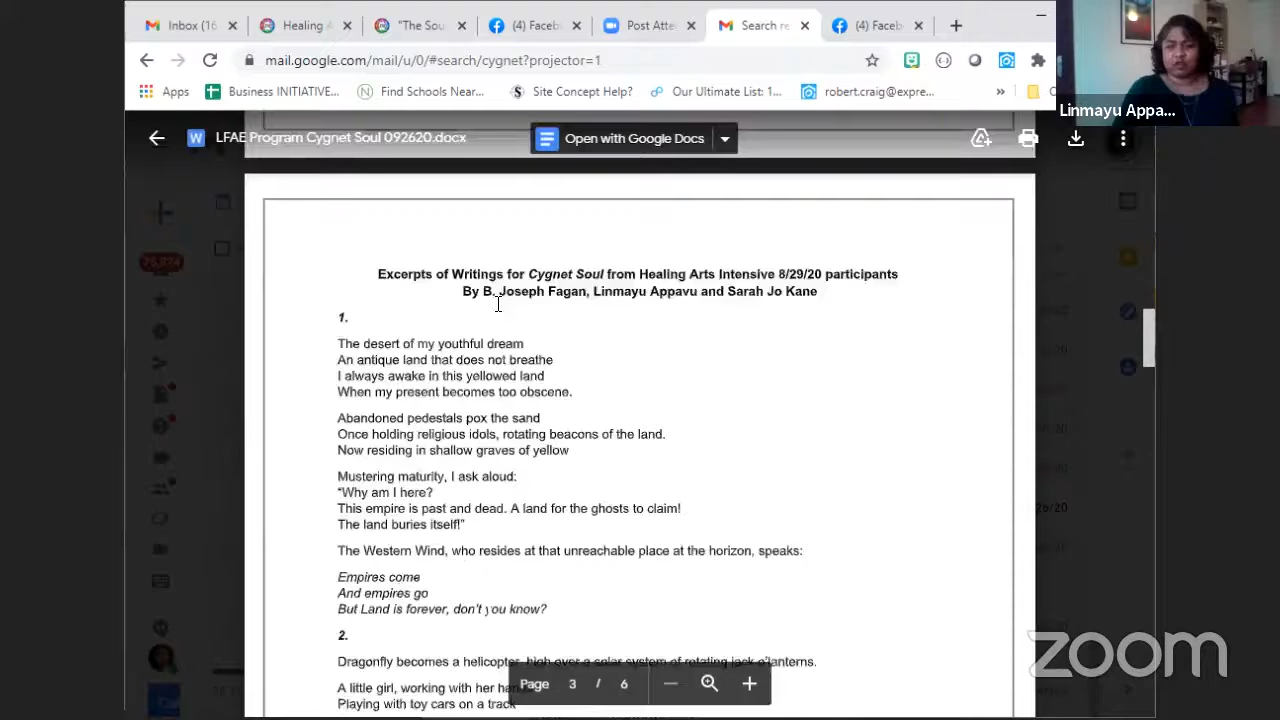 Inbox (16
Healing A
"The Sou
(4) Faceb
Post Atte
Search re
(4) Faceb
mail.google.com/mail/u/0/#search/cygnet?projector=1
Apps
Business INITIATIVE...
Find Schools Near...
Site Concept Help?
Our Ultimate List: 1...
robert.craig@expre...
»
Linmayu Appa...
LFAE Program Cygnet Soul 092620.docx
Open with Google Docs
Excerpts of Writings for Cygnet Soul from Healing Arts Intensive 8/29/20 participants
By B. Joseph Fagan, Linmayu Appavu and Sarah Jo Kane
1.
The desert of my youthful dream
An antique land that does not breathe
I always awake in this yellowed land
When my present becomes too obscene.
Abandoned pedestals pox the sand
Once holding religious idols, rotating beacons of the land.
Now residing in shallow graves of yellow
Mustering maturity, I ask aloud:
“Why am I here?
This empire is past and dead. A land for the ghosts to claim!
The land buries itself!”
The Western Wind, who resides at that unreachable place at the horizon, speaks:
Empires come
And empires go
But Land is forever, don’t you know?
2.
Dragonfly becomes a helicopter, high over a solar system of rotating jack o’lanterns.
A little girl, working with her
Playing with toy cars on a track
Page 3 / 6
zoom